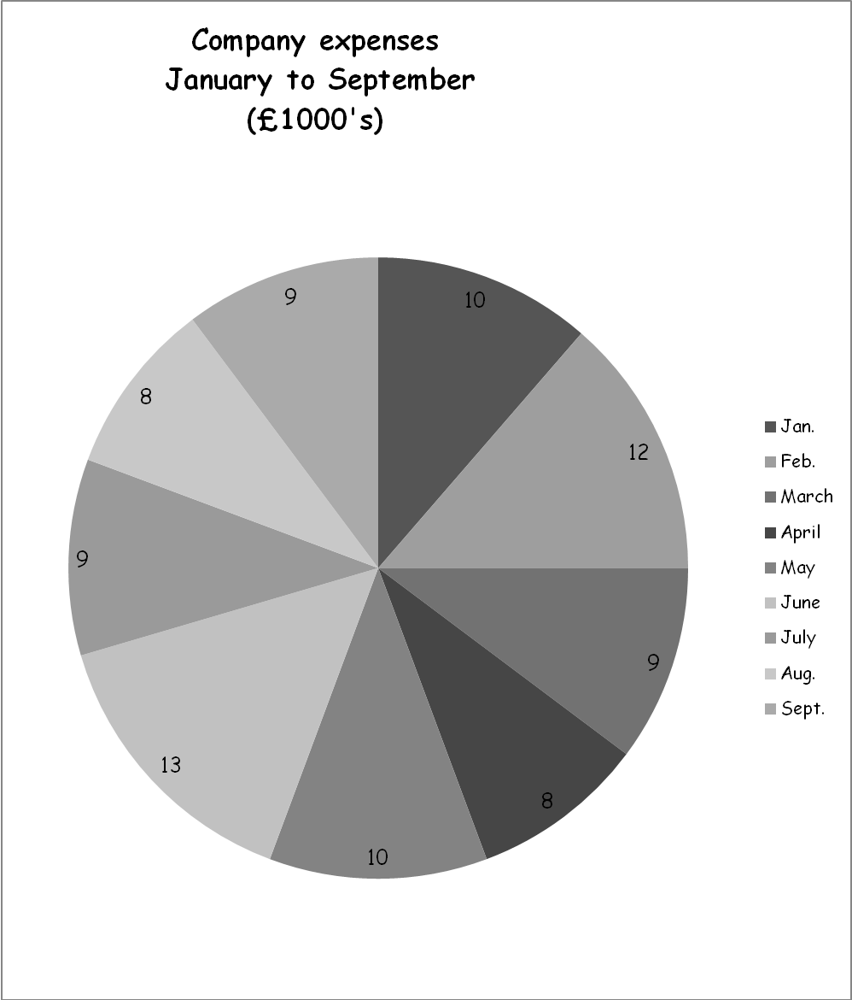 Company expenses
January to September
(£1000's)
10
12
9
8
10
13
9
8
9
Jan.
Feb.
March
April
May
June
July
Aug.
Sept.